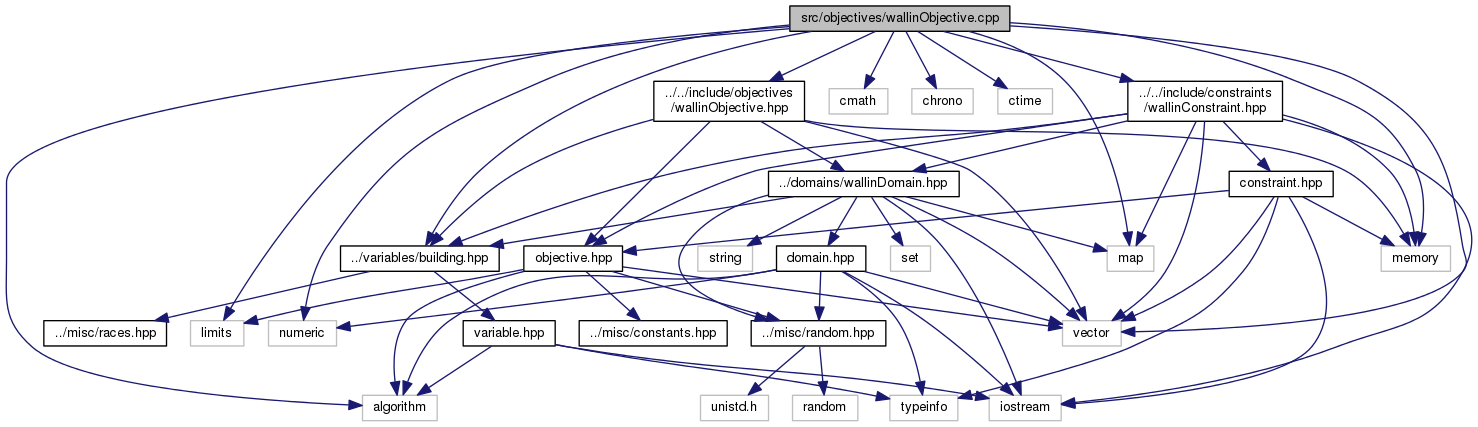 src/objectives/wallinObjective.cpp
../../include/objectives
/wallinObjective.hpp
cmath
chrono
ctime
../../include/constraints
/wallinConstraint.hpp
../domains/wallinDomain.hpp
constraint.hpp
../variables/building.hpp
objective.hpp
string
domain.hpp
set
map
memory
../misc/races.hpp
limits
numeric
variable.hpp
../misc/constants.hpp
../misc/random.hpp
vector
algorithm
unistd.h
random
typeinfo
iostream